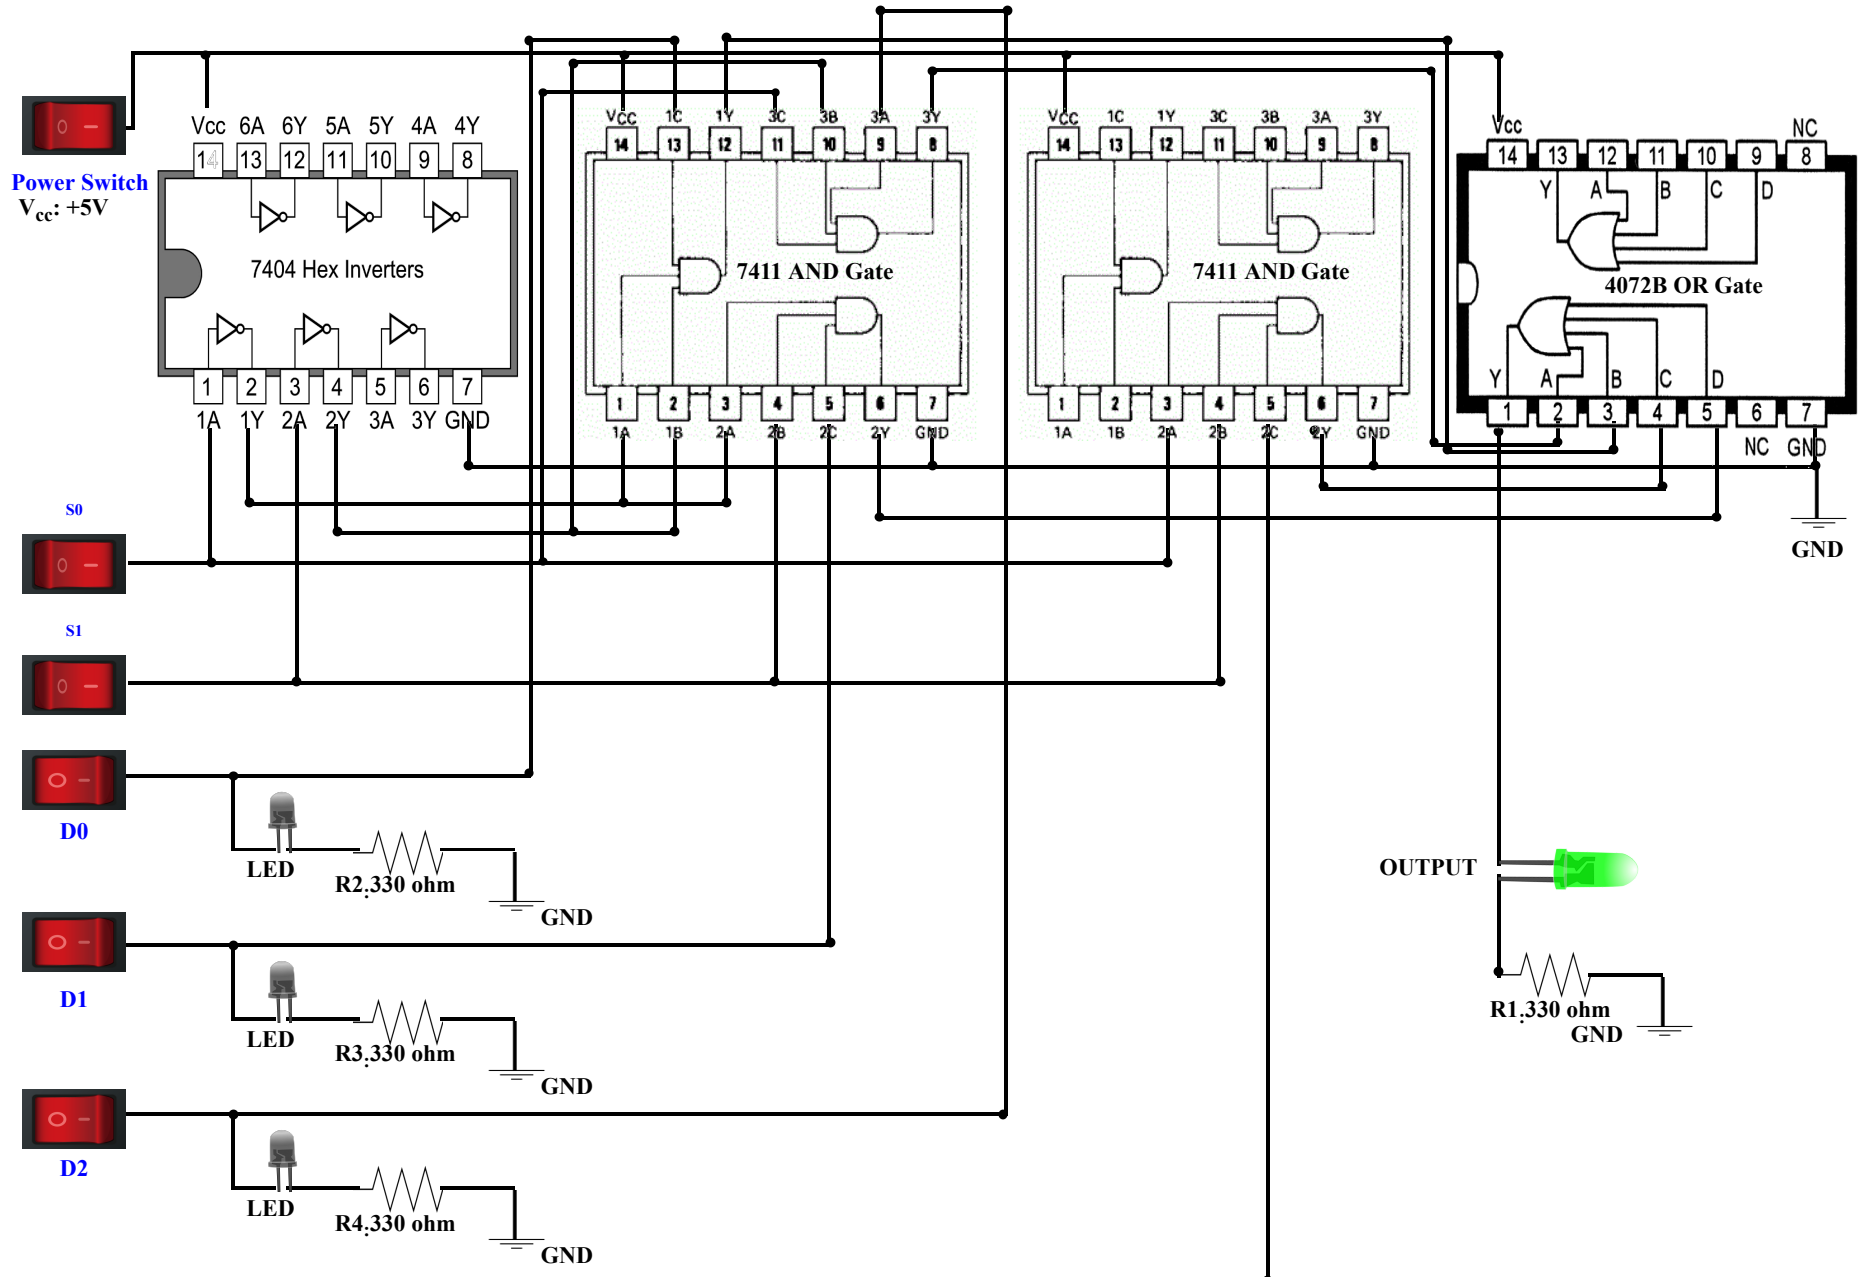 Power Switch
Vcc: +5V
Vcc 6A 6Y 5A 5Y 4A 4Y
14 13 12 11 10 9 8
7404 Hex Inverters
1 2 3 4 5 6 7
1A 1Y 2A 2Y 3A 3Y GND
VCC 1C 1Y 3C 3B 3A 3Y
14 13 12 11 10 9 8
7411 AND Gate
1 2 3 4 5 6 7
1A 1B 2A 2B 2C 2Y GND
VCC 1C 1Y 3C 3B 3A 3Y
14 13 12 11 10 9 8
7411 AND Gate
1 2 3 4 5 6 7
1A 1B 2A 2B 2C 2Y GND
Vcc NC
14 13 12 11 10 9 8
Y A B C D
4072B OR Gate
Y A B C D
1 2 3 4 5 6 7
NC GND
GND
S0
S1
D0
LED
R2:330 ohm
GND
D1
LED
R3:330 ohm
GND
D2
LED
R4:330 ohm
GND
OUTPUT
R1:330 ohm
GND